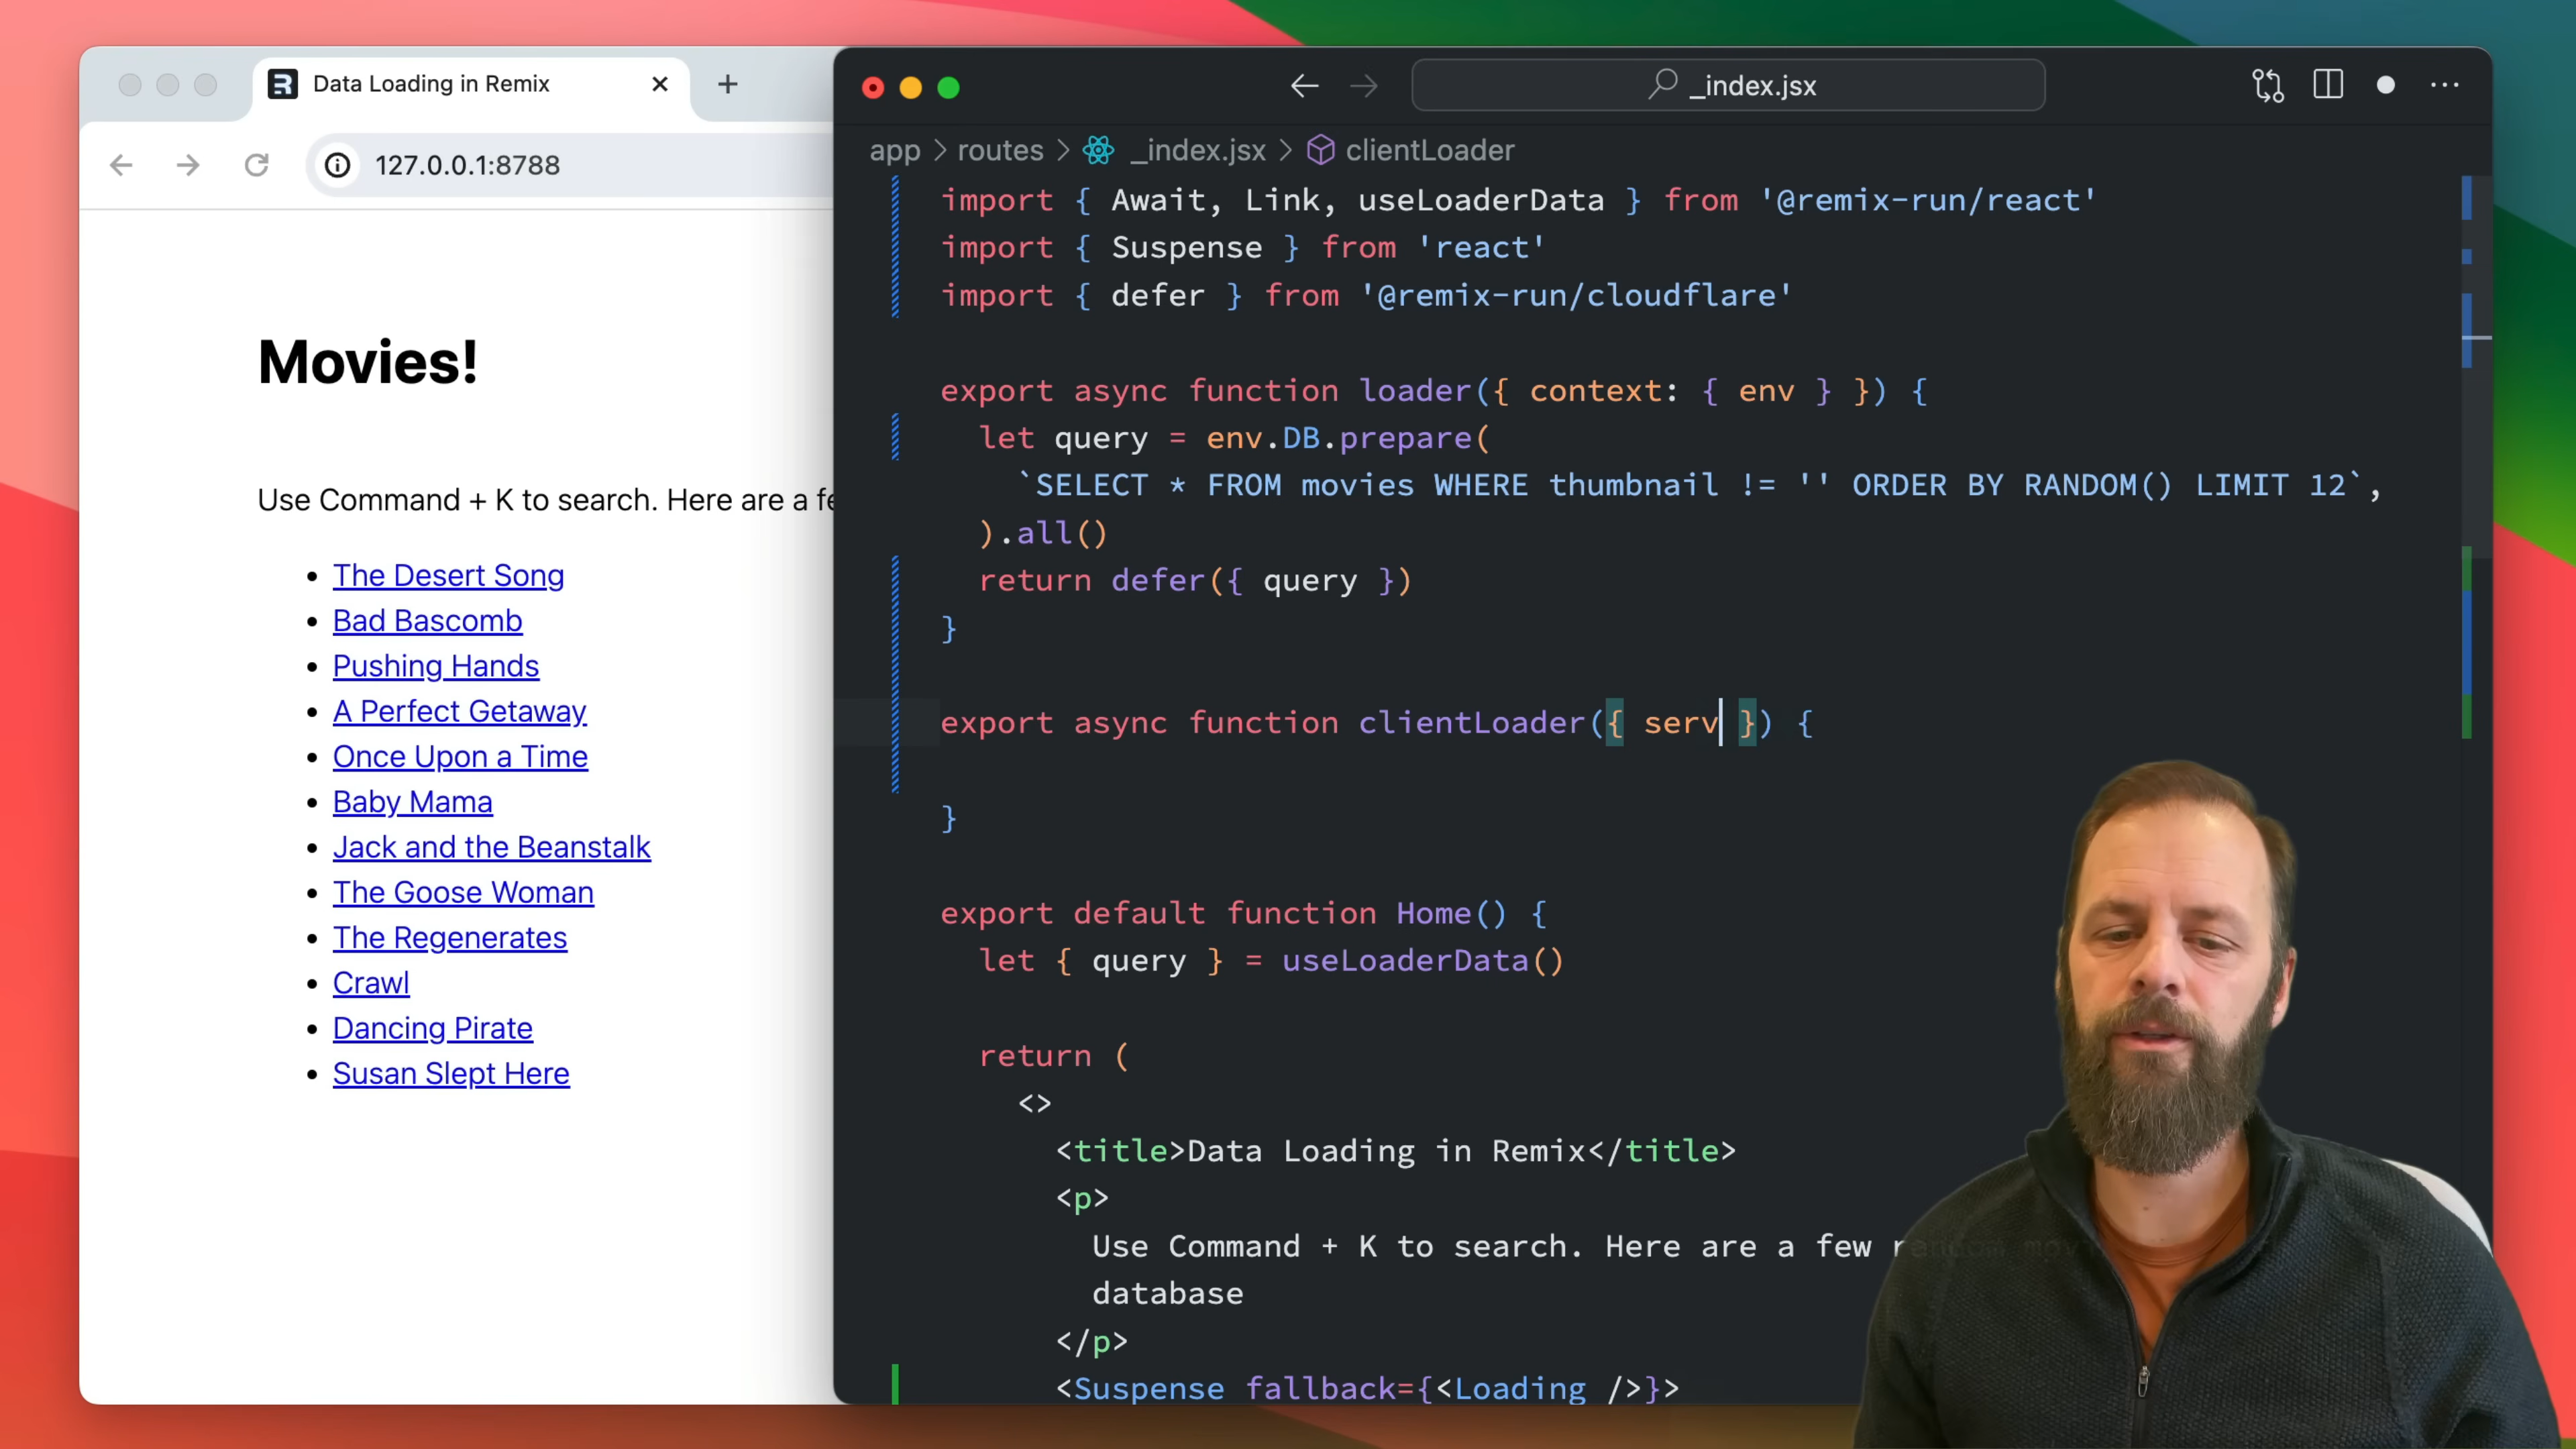 Data Loading in Remix
127.0.0.1:8788
Movies!
Use Command + K to search. Here are a fe
The Desert Song
Bad Bascomb
Pushing Hands
A Perfect Getaway
Once Upon a Time
Baby Mama
Jack and the Beanstalk
The Goose Woman
The Regenerates
Crawl
Dancing Pirate
Susan Slept Here
_index.jsx
app > routes > _index.jsx > clientLoader
import { Await, Link, useLoaderData } from '@remix-run/react'
import { Suspense } from 'react'
import { defer } from '@remix-run/cloudflare'
export async function loader({ context: { env } }) {
let query = env.DB.prepare(
`SELECT * FROM movies WHERE thumbnail != '' ORDER BY RANDOM() LIMIT 12`,
).all()
return defer({ query })
}
export async function clientLoader({ serv }) {
}
export default function Home() {
let { query } = useLoaderData()
return (
<>
<title>Data Loading in Remix</title>
<p>
Use Command + K to search. Here are a few random mov
database
</p>
<Suspense fallback={<Loading />}>